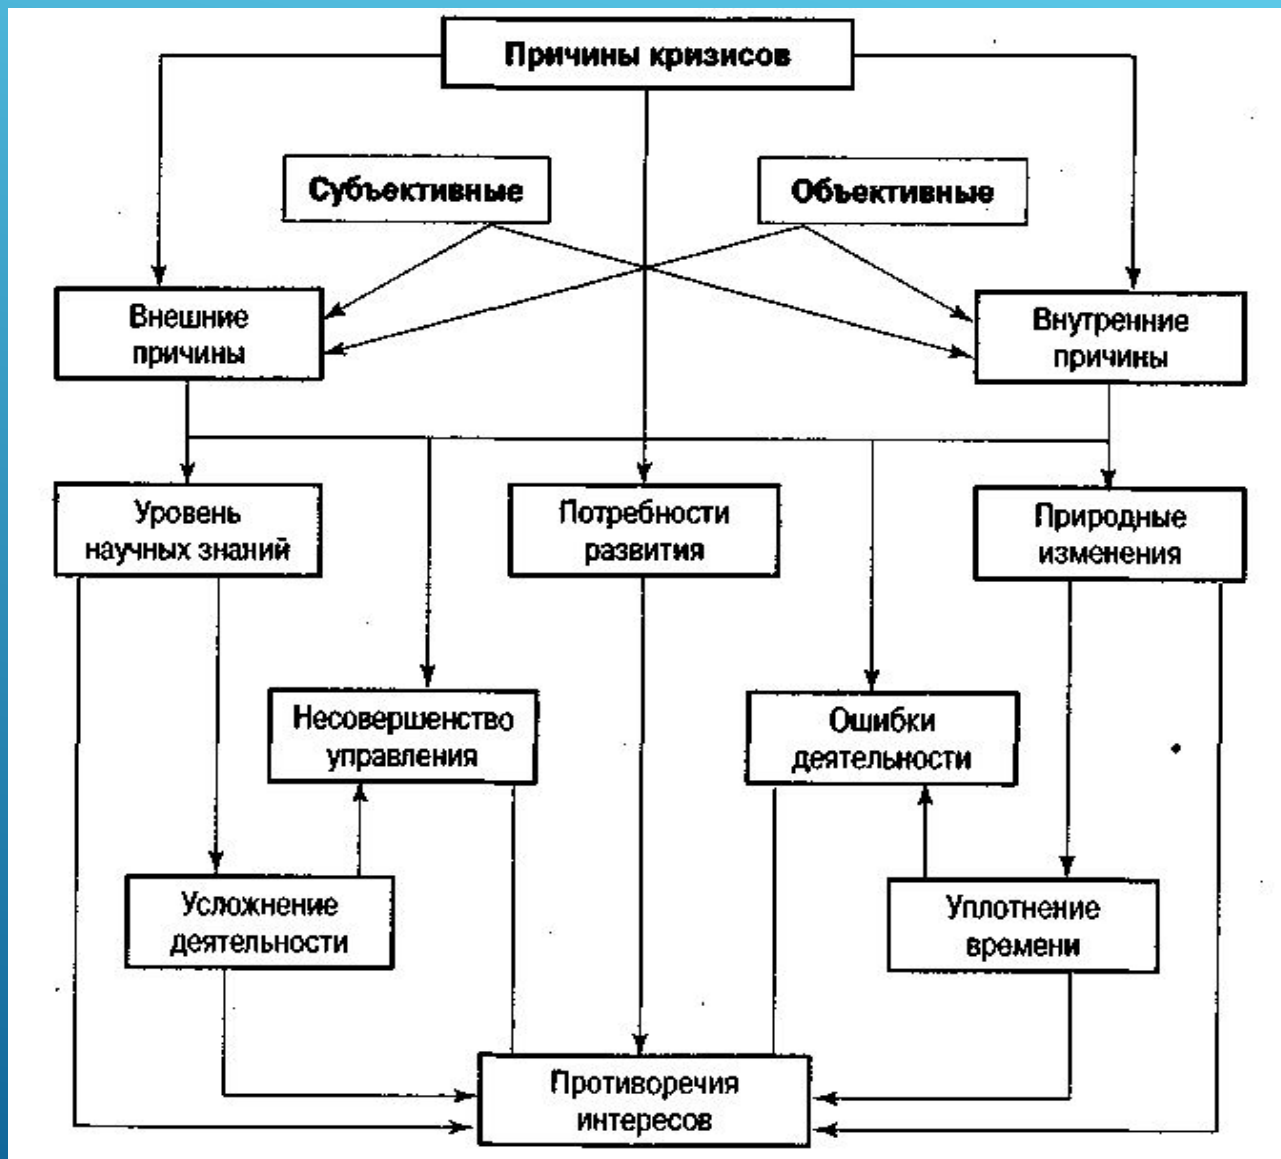 Причины кризисов
Субъективные
Объективные
Внешние
причины
Внутренние
причины
Уровень
научных знаний
Потребности
развития
Природные
изменения
Несовершенство
управления
Ошибки
деятельности
Усложнение
деятельности
Уплотнение
времени
Противоречия
интересов